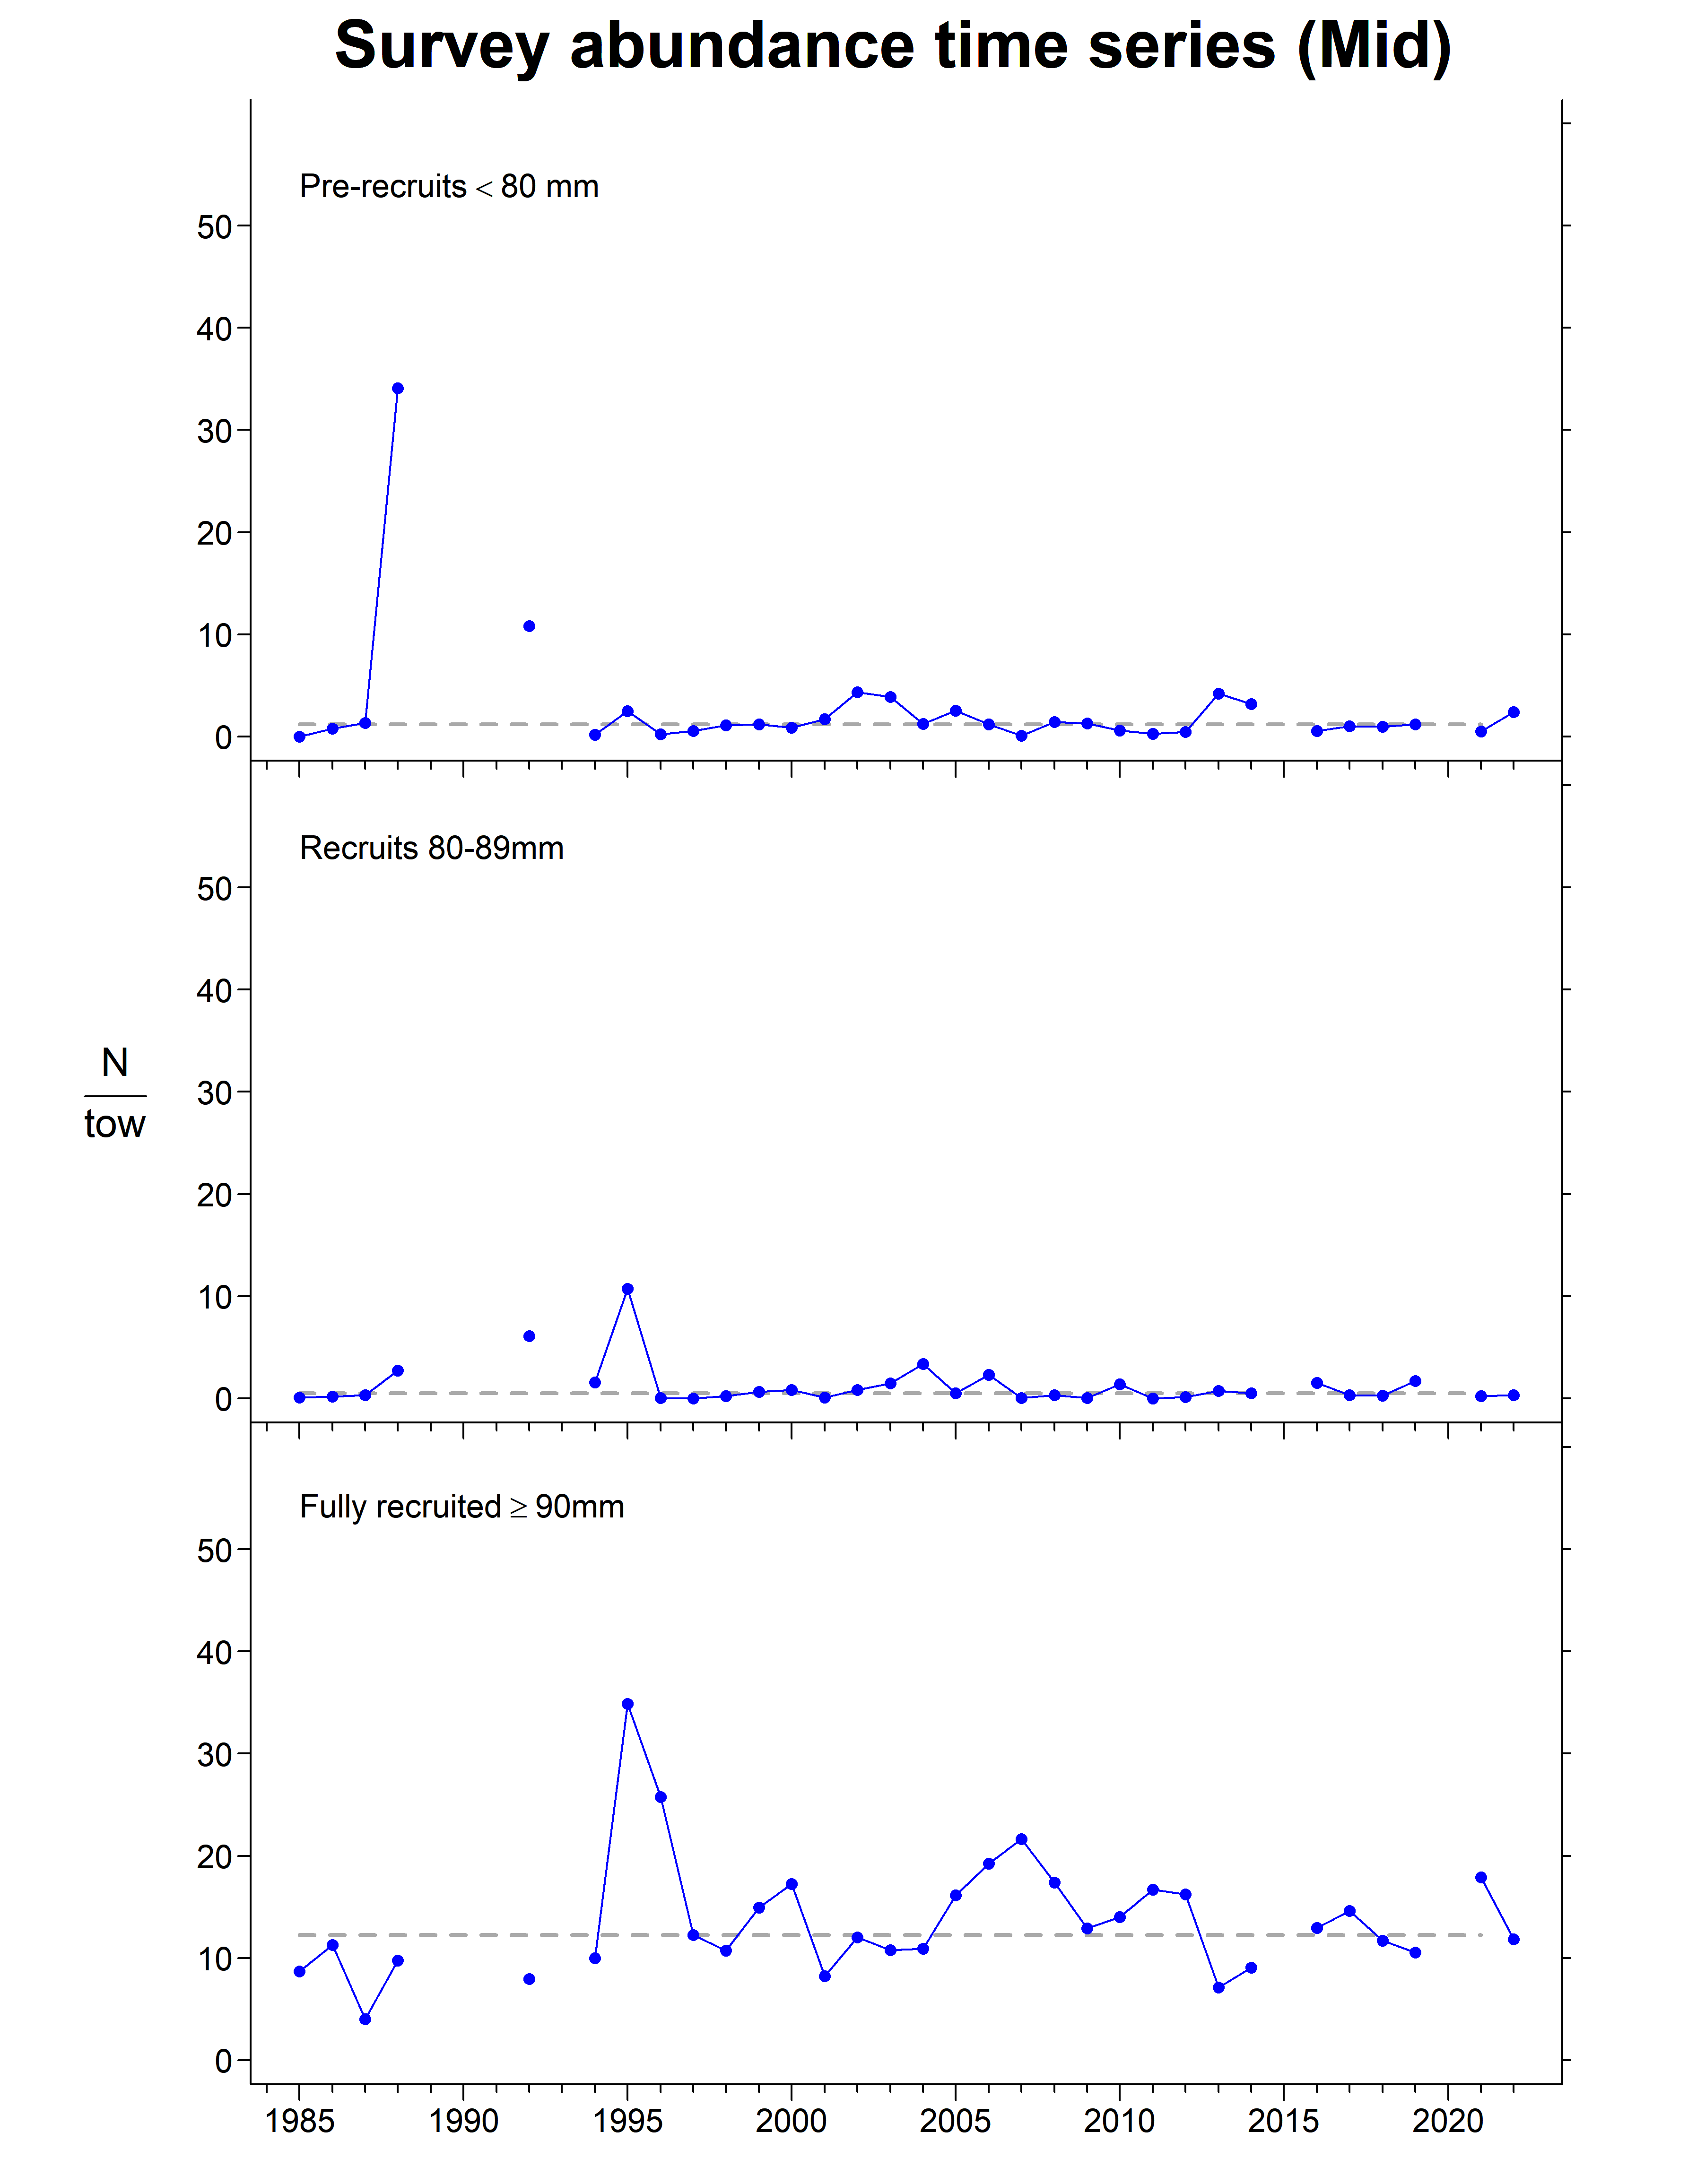 Survey abundance time series (Mid)
Pre-recruits < 80 mm
50
40
30
20
10
0
Recruits 80-89mm
50
40
30
20
10
0
N
tow
Fully recruited ≥ 90mm
50
40
30
20
10
0
1985 1990 1995 2000 2005 2010 2015 2020